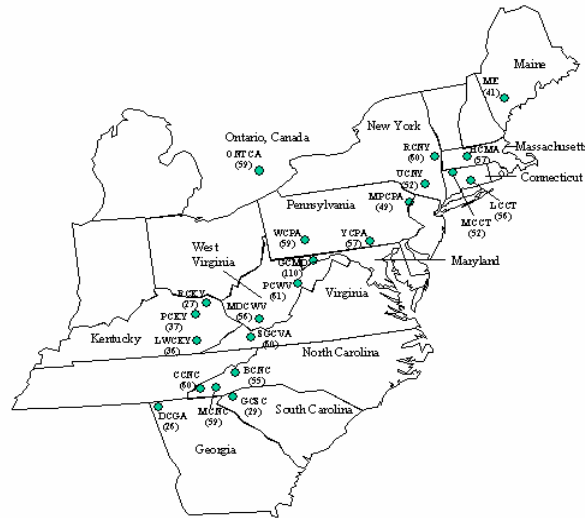 ME
(41)
Maine
Ontario, Canada
ONTCA
(59)
New York
RCNY
(60)
HCMA
(57)
Massachusetts
UCNY
(52)
Connecticut
MPCPA
(49)
Pennsylvania
LCCT
(56)
MCCT
(52)
WCPA
(59)
YCPA
(57)
West
Virginia
GCMD
(110)
Maryland
PCWV
(61)
Virginia
RCKY
(27)
MDCWV
(56)
PCKY
(37)
Kentucky
LWCKY
(36)
SGCVA
(60)
North Carolina
CCNC
(60)
BCNC
(55)
MCNC
(59)
GCSC
(29)
South Carolina
DCGA
(26)
Georgia